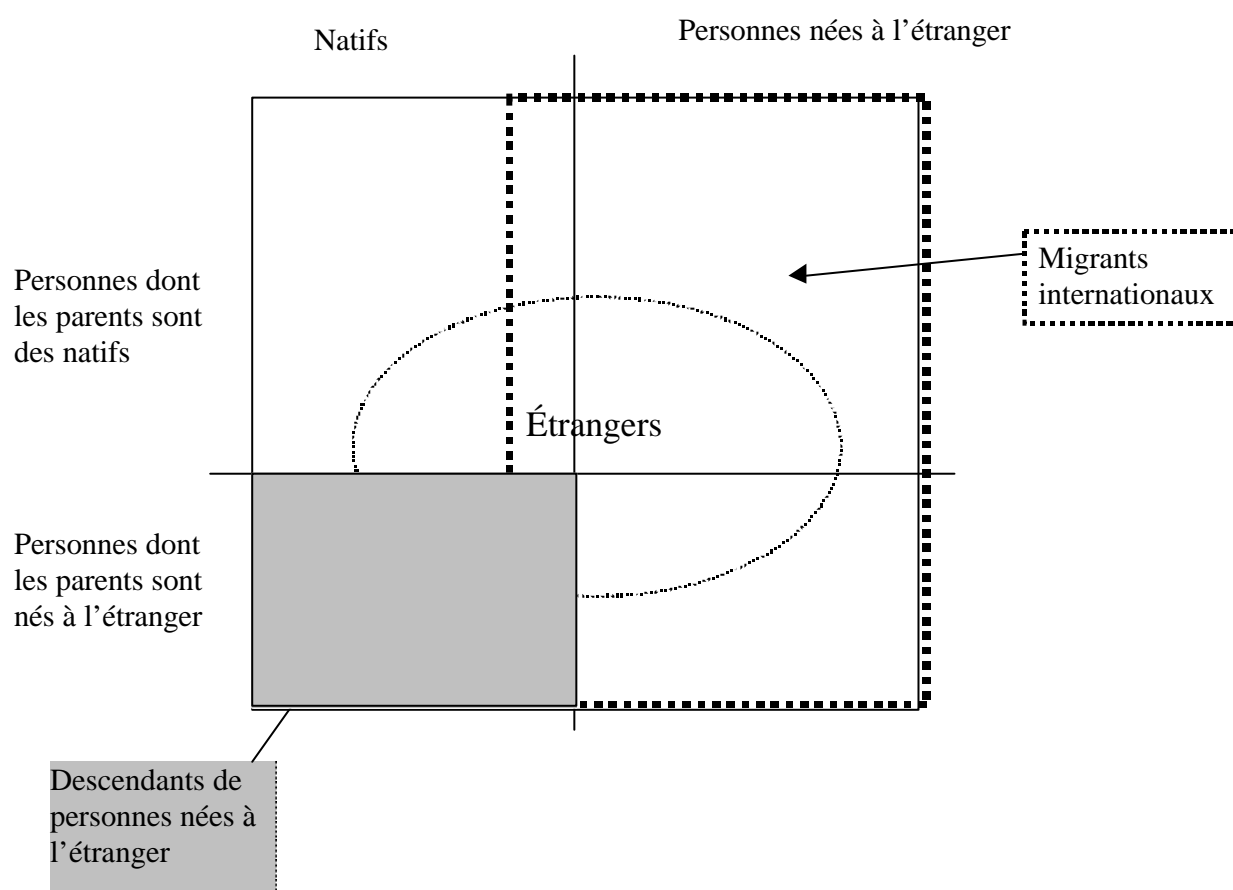 Natifs
Personnes nées à l’étranger
Migrants
internationaux
Personnes dont
les parents sont
des natifs
Étrangers
Personnes dont
les parents sont
nés à l’étranger
Descendants de
personnes nées à
l’étranger